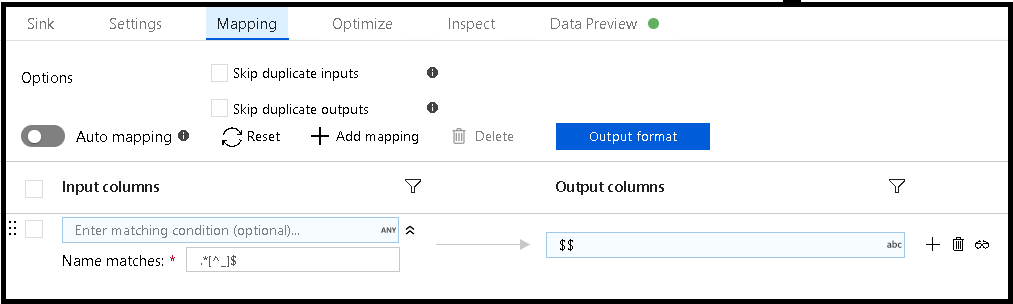 Sink Settings Mapping Optimize Inspect Data Preview
Options Skip duplicate inputs
Skip duplicate outputs
Auto mapping Reset Add mapping Delete Output format
Input columns Output columns
Enter matching condition (optional)... ANY $$ abc
Name matches: * .*[^_]$